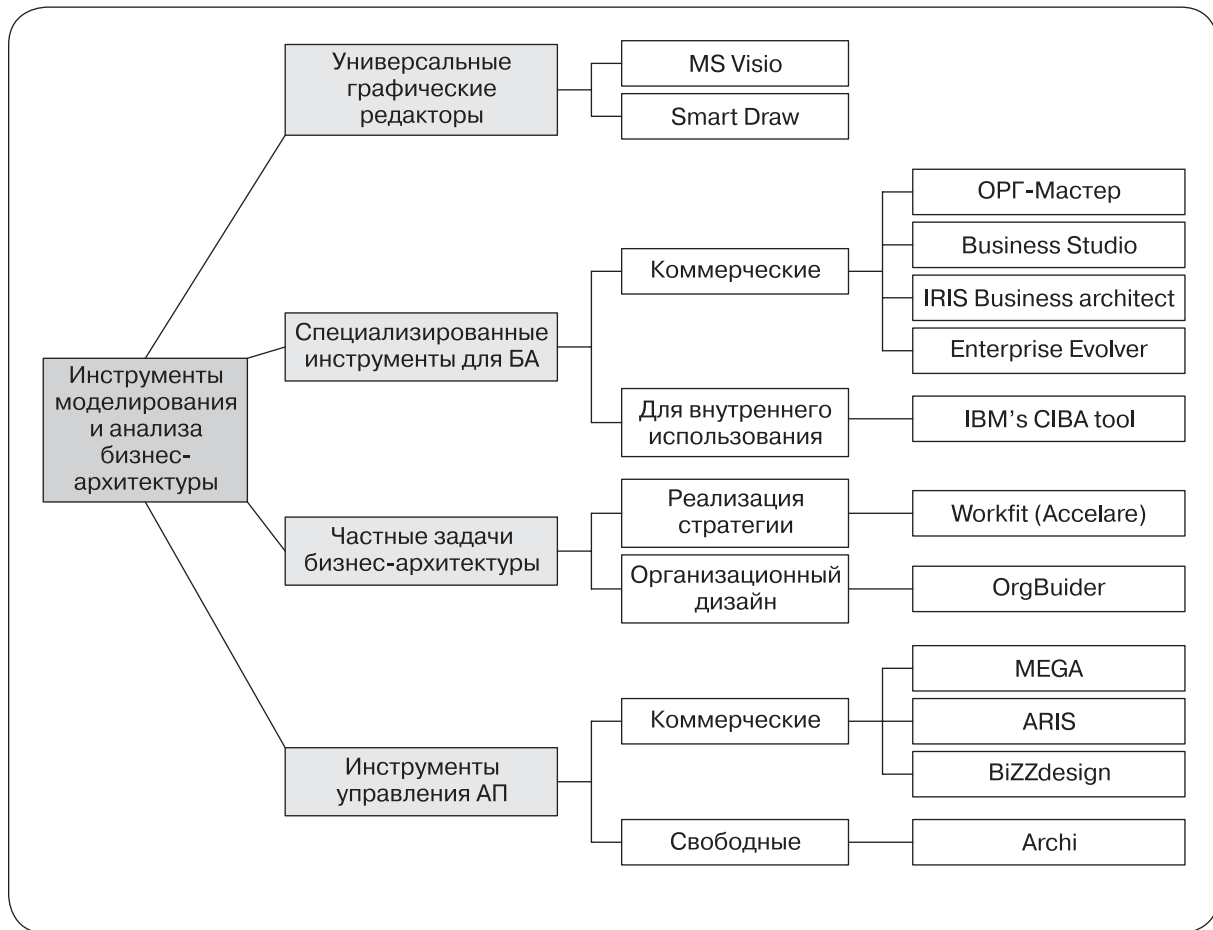 Инструменты
моделирования
и анализа
бизнес-
архитектуры
Универсальные
графические
редакторы
MS Visio
Smart Draw
Специализированные
инструменты для БА
Коммерческие
ОРГ-Мастер
Business Studio
IRIS Business architect
Enterprise Evolver
Для внутреннего
использования
IBM's CIBA tool
Частные задачи
бизнес-архитектуры
Реализация
стратегии
Workfit (Accelare)
Организационный
дизайн
OrgBuider
Инструменты
управления АП
Коммерческие
MEGA
ARIS
BiZZdesign
Свободные
Archi